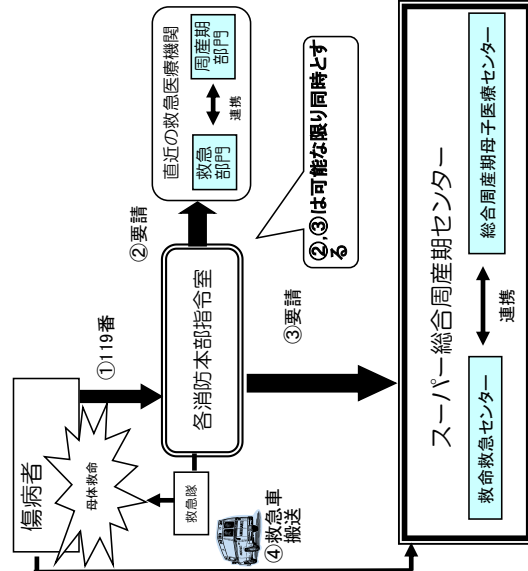 傷病者
母体救命
①119番
各消防本部指令室
救急隊
④救急車
搬送
②要請
直近の救急医療機関
救急
部門
周産期
部門
連携
②,③は可能な限り同時とす
る
③要請
スーパー総合周産期センター
救命救急センター
総合周産期母子医療センター
連携